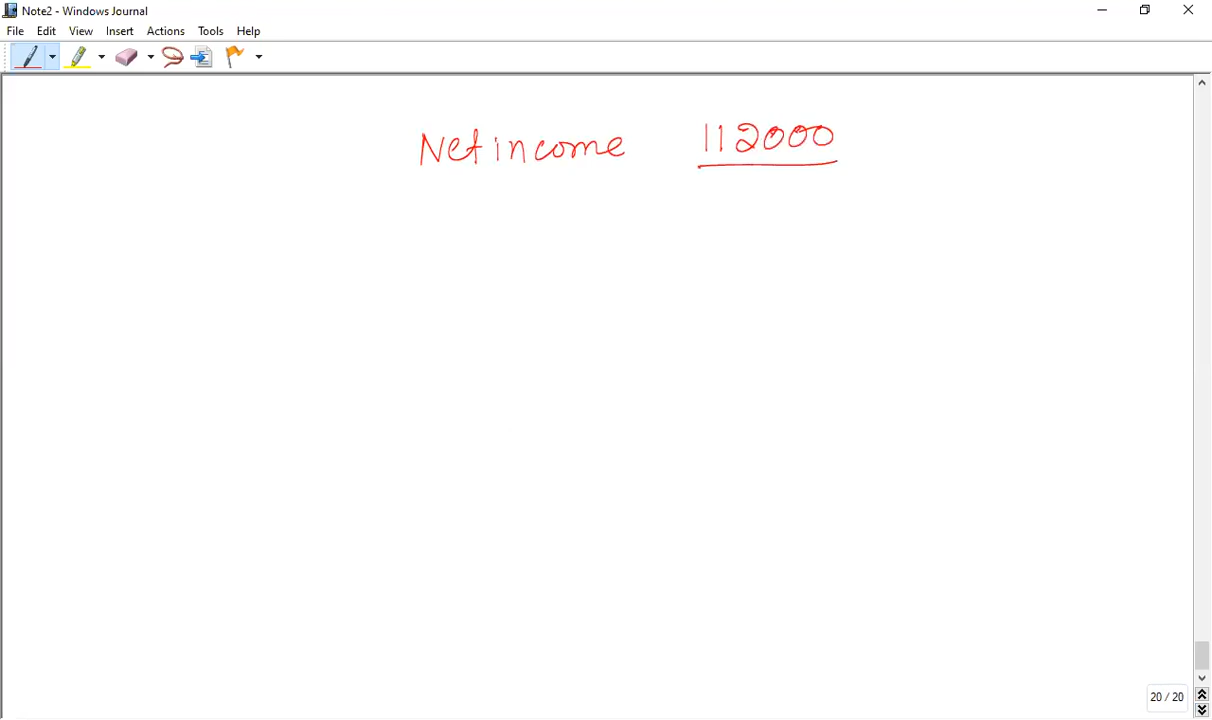 Note2 - Windows Journal
File Edit View Insert Actions Tools Help
Net income 112000
20 / 20